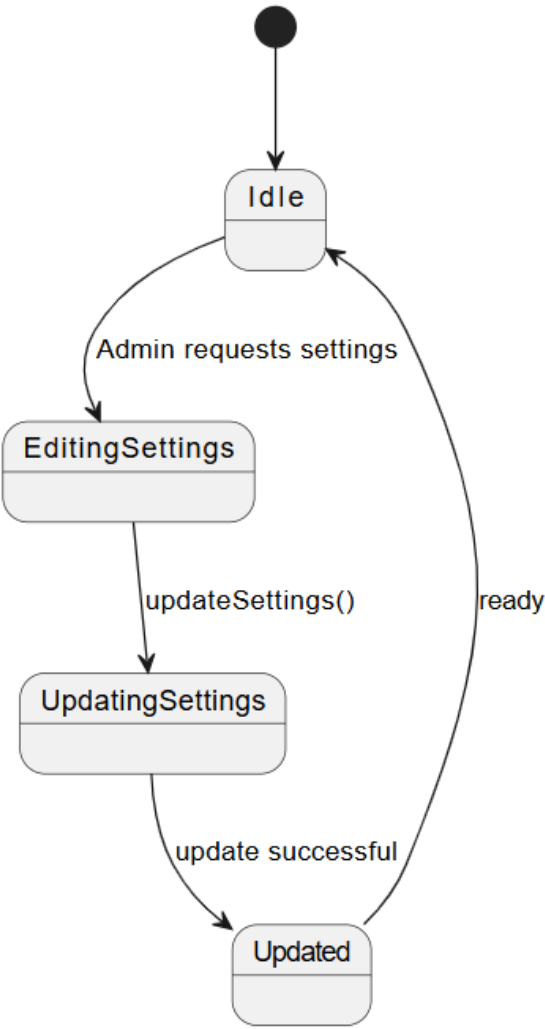 Idle
Admin requests settings
EditingSettings
updateSettings()
ready
UpdatingSettings
update successful
Updated